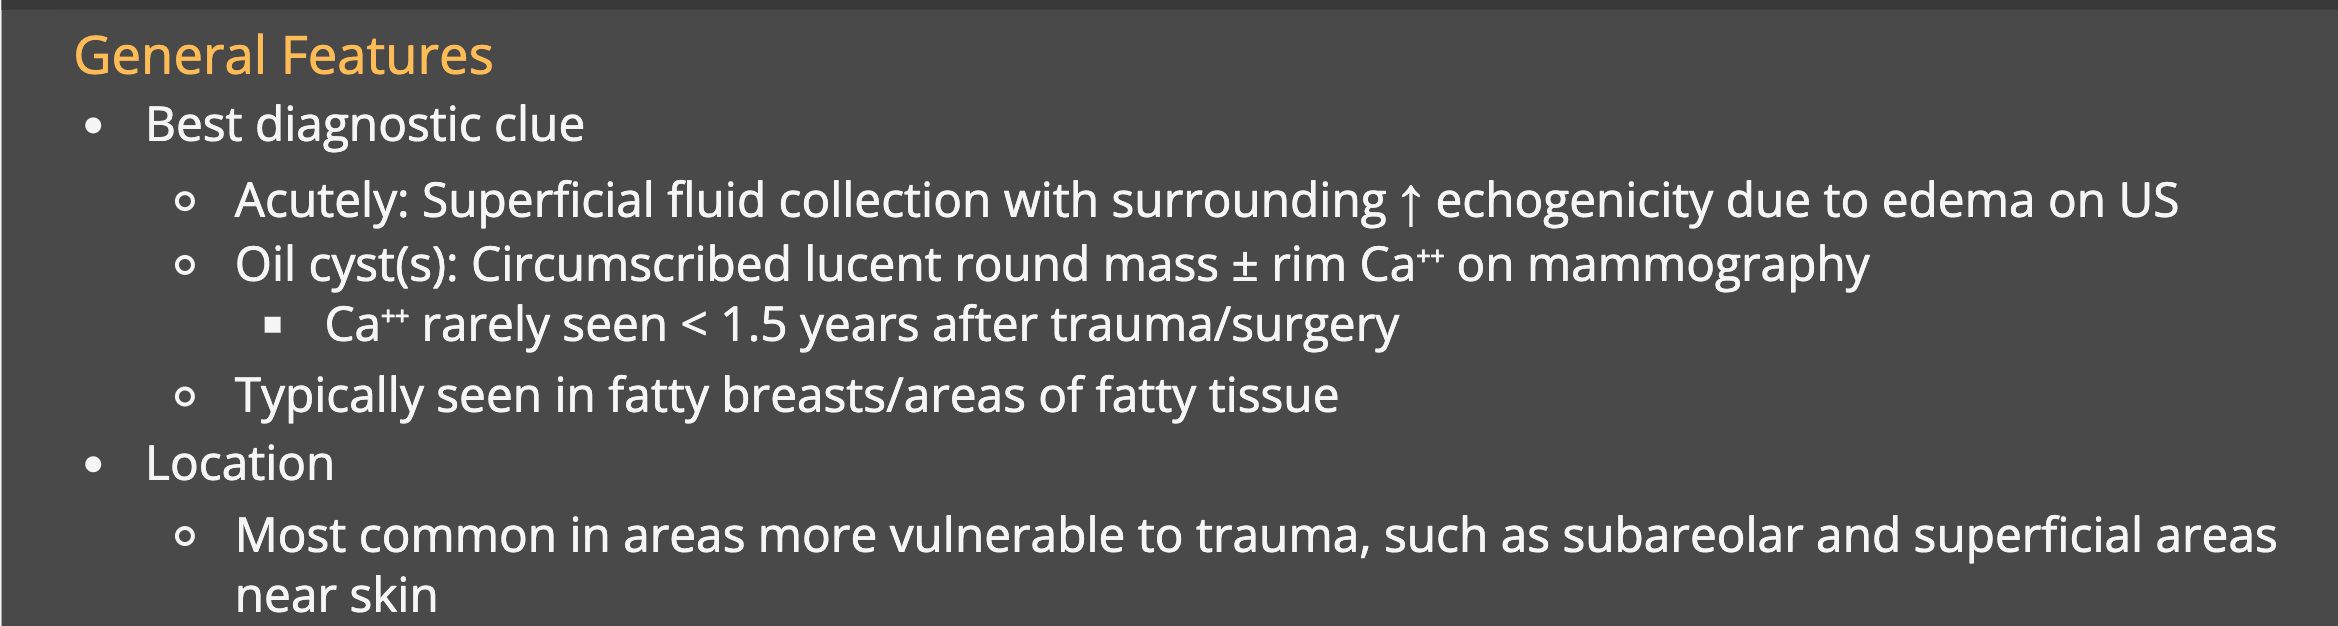 General Features
• Best diagnostic clue
○ Acutely: Superficial fluid collection with surrounding ↑ echogenicity due to edema on US
○ Oil cyst(s): Circumscribed lucent round mass ± rim Ca⁺⁺ on mammography
▪ Ca⁺⁺ rarely seen < 1.5 years after trauma/surgery
○ Typically seen in fatty breasts/areas of fatty tissue
• Location
○ Most common in areas more vulnerable to trauma, such as subareolar and superficial areas
near skin